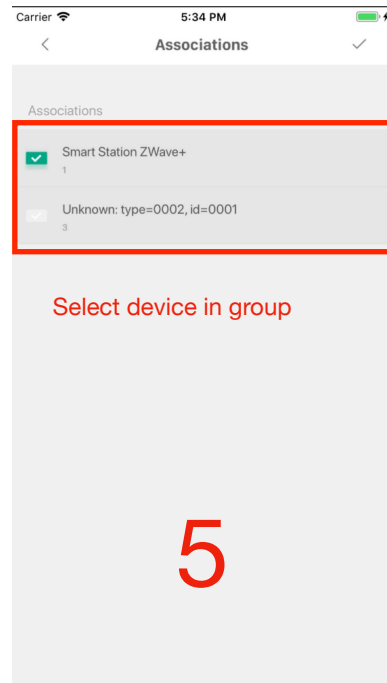 Carrier 5:34 PM
Associations
Associations
Smart Station ZWave+
1
Unknown: type=0002, id=0001
3
Select device in group
5